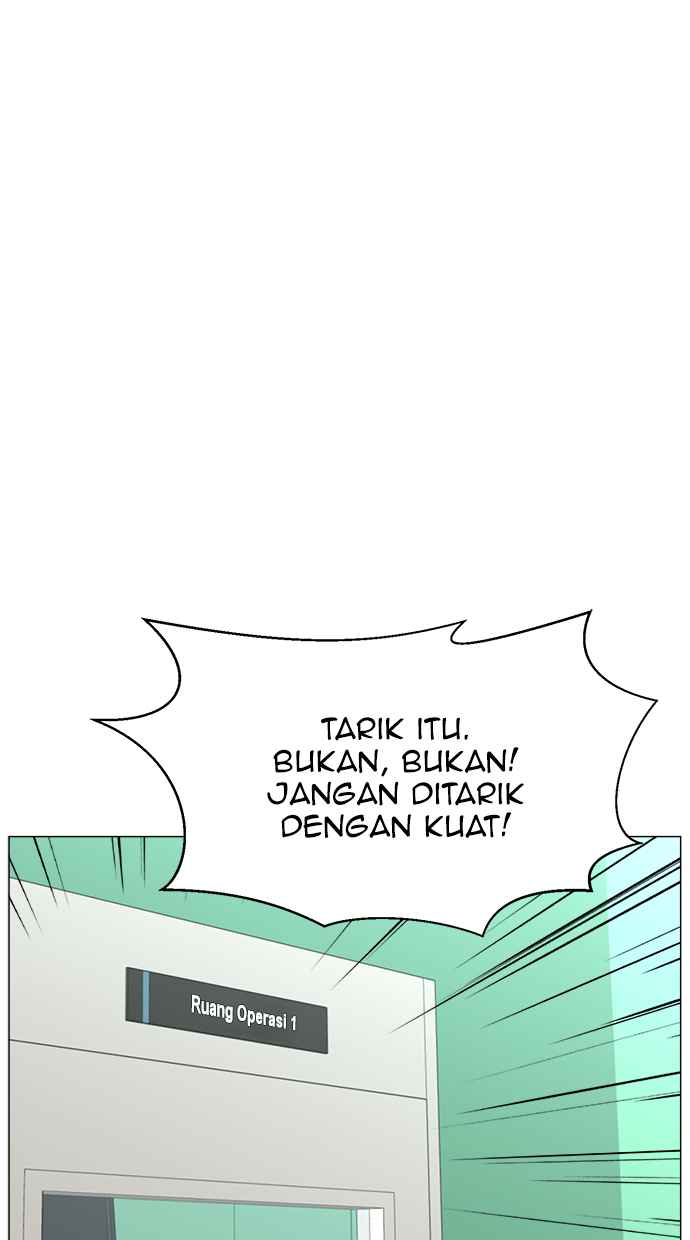 TARIK ITU.
BUKAN, BUKAN!
JANGAN DITARIK
DENGAN KUAT!
Ruang Operasi 1